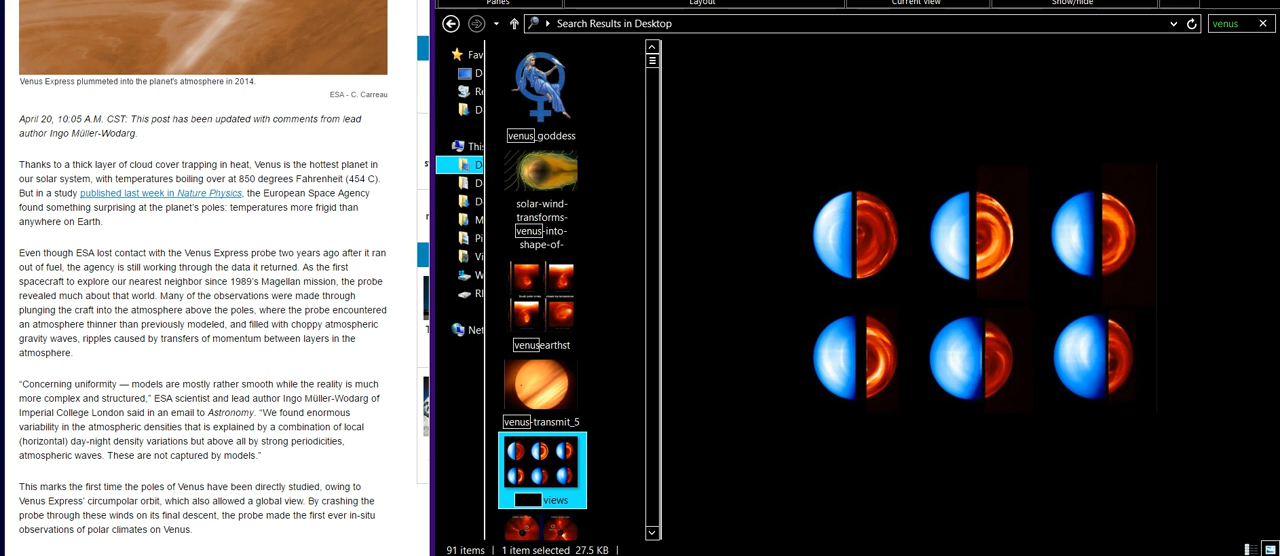 Venus Express plummeted into the planet's atmosphere in 2014.
ESA - C. Carreau
April 20, 10:05 A.M. CST: This post has been updated with comments from lead
author Ingo Müller-Wodarg.
Thanks to a thick layer of cloud cover trapping in heat, Venus is the hottest planet in
our solar system, with temperatures boiling over at 850 degrees Fahrenheit (454 C).
But in a study published last week in Nature Physics, the European Space Agency
found something surprising at the planet's poles: temperatures more frigid than
anywhere on Earth.
Even though ESA lost contact with the Venus Express probe two years ago after it ran
out of fuel, the agency is still working through the data it returned. As the first
spacecraft to explore our nearest neighbor since 1989's Magellan mission, the probe
revealed much about that world. Many of the observations were made through
plunging the craft into the atmosphere above the poles, where the probe encountered
an atmosphere thinner than previously modeled, and filled with choppy atmospheric
gravity waves, ripples caused by transfers of momentum between layers in the
atmosphere.
“Concerning uniformity — models are mostly rather smooth while the reality is much
more complex and structured,” ESA scientist and lead author Ingo Müller-Wodarg of
Imperial College London said in an email to Astronomy. “We found enormous
variability in the atmospheric densities that is explained by a combination of local
(horizontal) day-night density variations but above all by strong periodicities,
atmospheric waves. These are not captured by models.”
This marks the first time the poles of Venus have been directly studied, owing to
Venus Express' circumpolar orbit, which also allowed a global view. By crashing the
probe through these winds on its final descent, the probe made the first ever in-situ
observations of polar climates on Venus.
Panes Layout Current view Show/hide
Search Results in Desktop
venus
Fav
D
Re
D
This
D
D
D
M
Pi
Vi
W
RI
Net
venus_goddess
solar-wind-
transforms-
venus-into-
shape-of-
venusearthst
venus-transmit_5
views
91 items 1 item selected 27.5 KB